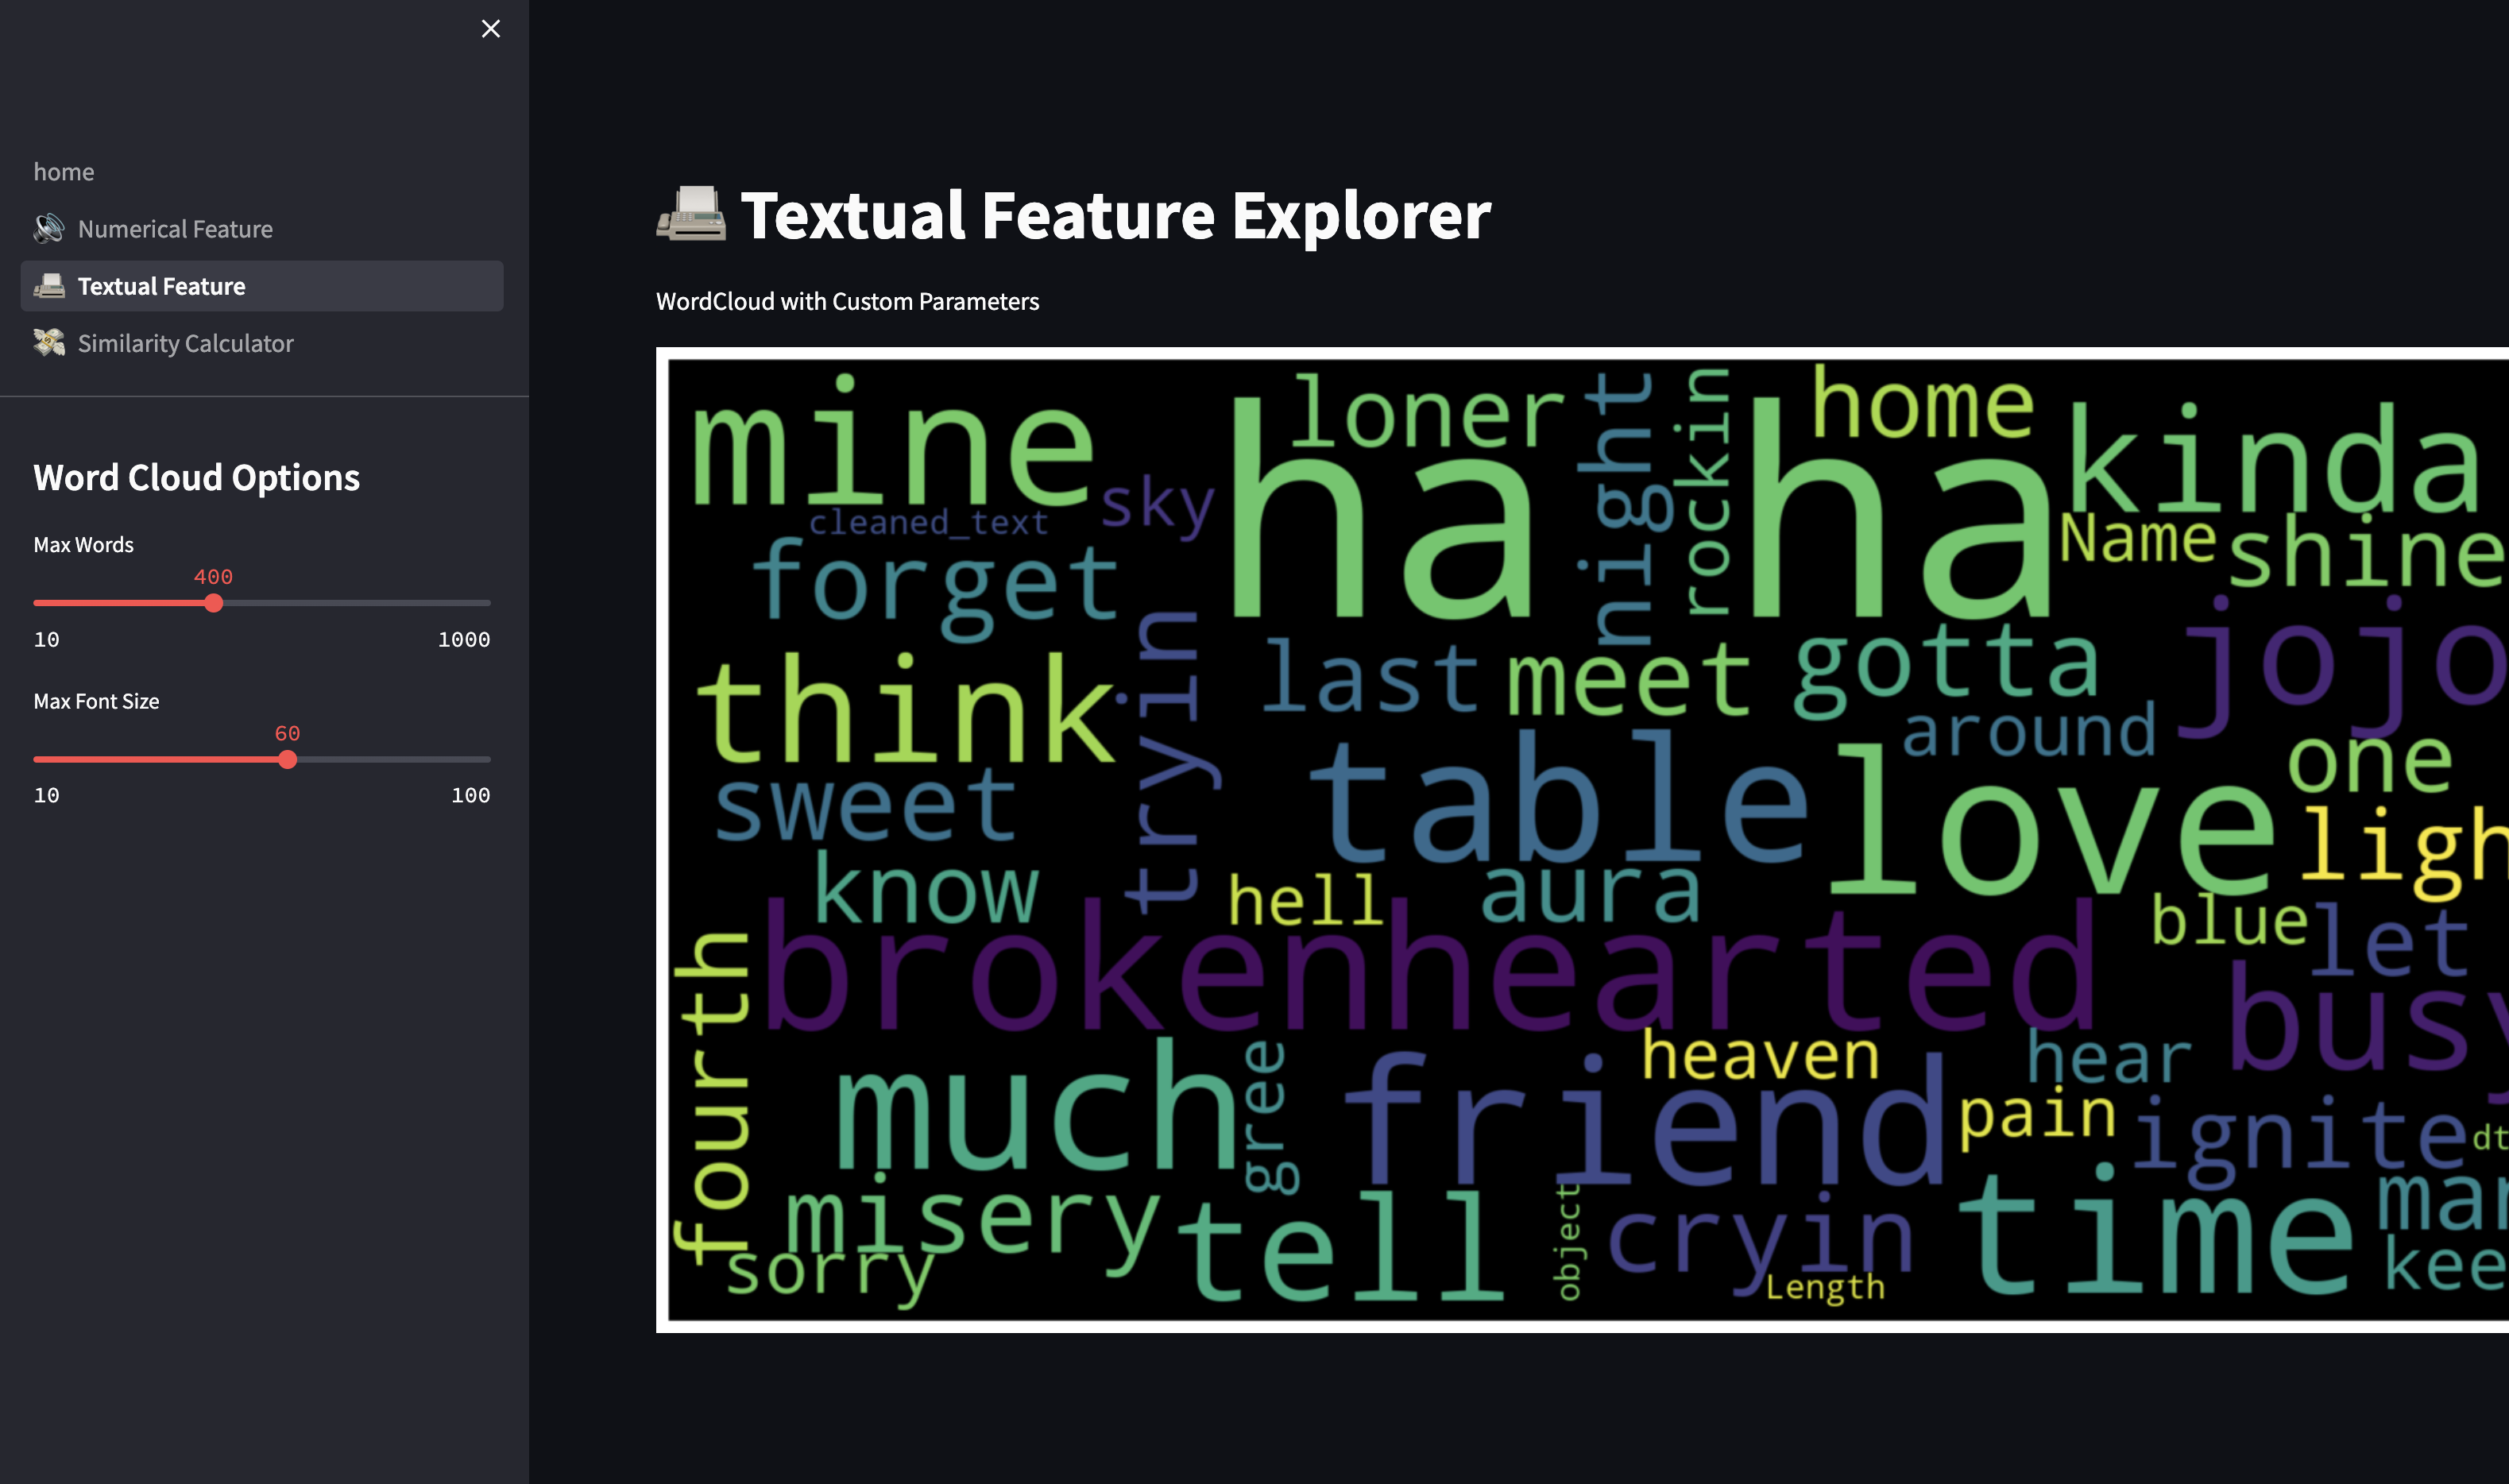 home
Numerical Feature
Textual Feature
Similarity Calculator
Word Cloud Options
Max Words
400
10 1000
Max Font Size
60
10 100
Textual Feature Explorer
WordCloud with Custom Parameters
mine
loner
night
rockin
home
kinda
ha ha
sky
cleaned_text
Name
shine
forget
tryin
last
meet
gotta
jojo
think
around
table
love
one
sweet
ligh
know
hell
aura
blue
let
brokenhearted
fourth
busy
much
gree
friend
heaven
hear
pain
ignite
dt
misery
tell
object
cryin
time
mar
sorry
Length
kee